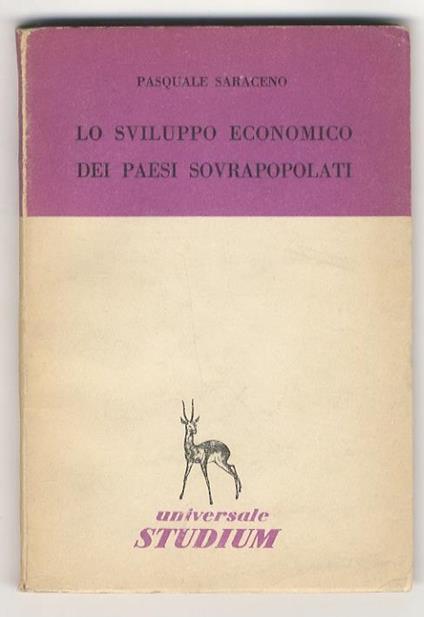 PASQUALE SARACENO
LO SVILUPPO ECONOMICO
DEI PAESI SOVRAPOPOLATI
universale
STUDIUM